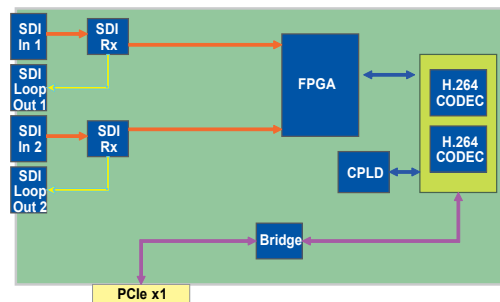 SDI
In 1
SDI
Rx
SDI
Loop
Out 1
SDI
In 2
SDI
Rx
SDI
Loop
Out 2
FPGA
H.264
CODEC
H.264
CODEC
CPLD
Bridge
PCIe x1